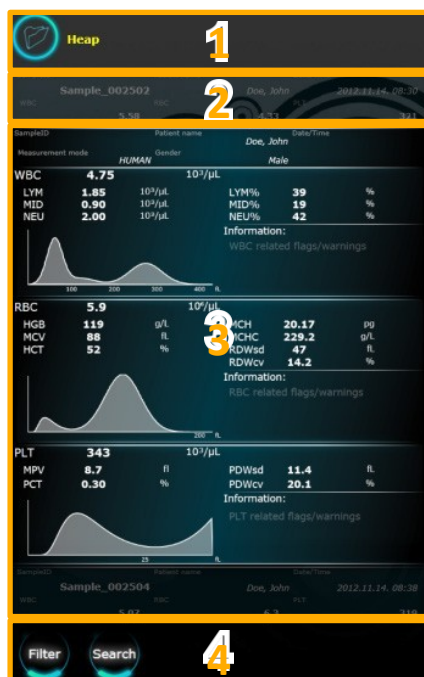 Heap
1
Sample_002502 Doe, John 2012.11.14. 08:30
WBC RBC PLT
2
5.58 4.33 321
SampleID Patient name Date/Time
Doe, John
Measurement mode Gender
HUMAN Male
WBC 4.75 10³/µL
LYM 1.85 10³/µL LYM% 39 %
MID 0.90 10³/µL MID% 19 %
NEU 2.00 10³/µL NEU% 42 %
Information:
WBC related flags/warnings
100 200 300 400 fL
RBC 5.9 10⁶/µL
3
HGB 119 g/L MCH 20.17 pg
MCV 88 fL MCHC 229.2 g/L
HCT 52 % RDWsd 47 fL
RDWcv 14.2 %
Information:
RBC related flags/warnings
200 fL
PLT 343 10³/µL
MPV 8.7 fl PDWsd 11.4 fL
PCT 0.30 % PDWcv 20.1 %
Information:
PLT related flags/warnings
25 fL
SampleID Patient name Date/Time
Sample_002504 Doe, John 2012.11.14. 08:38
WBC RBC PLT
5.07 6.3 319
Filter Search
4